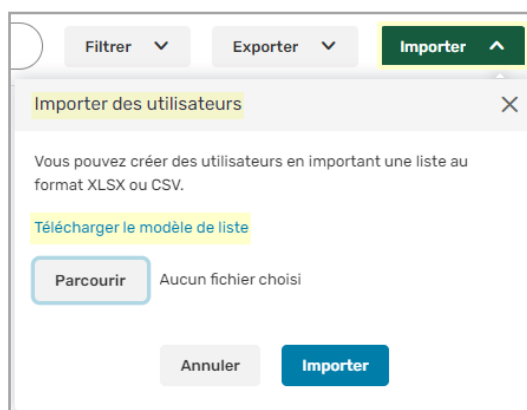 Filtrer
Exporter
Importer
Importer des utilisateurs
Vous pouvez créer des utilisateurs en important une liste au
format XLSX ou CSV.
Télécharger le modèle de liste
Parcourir Aucun fichier choisi
Annuler
Importer